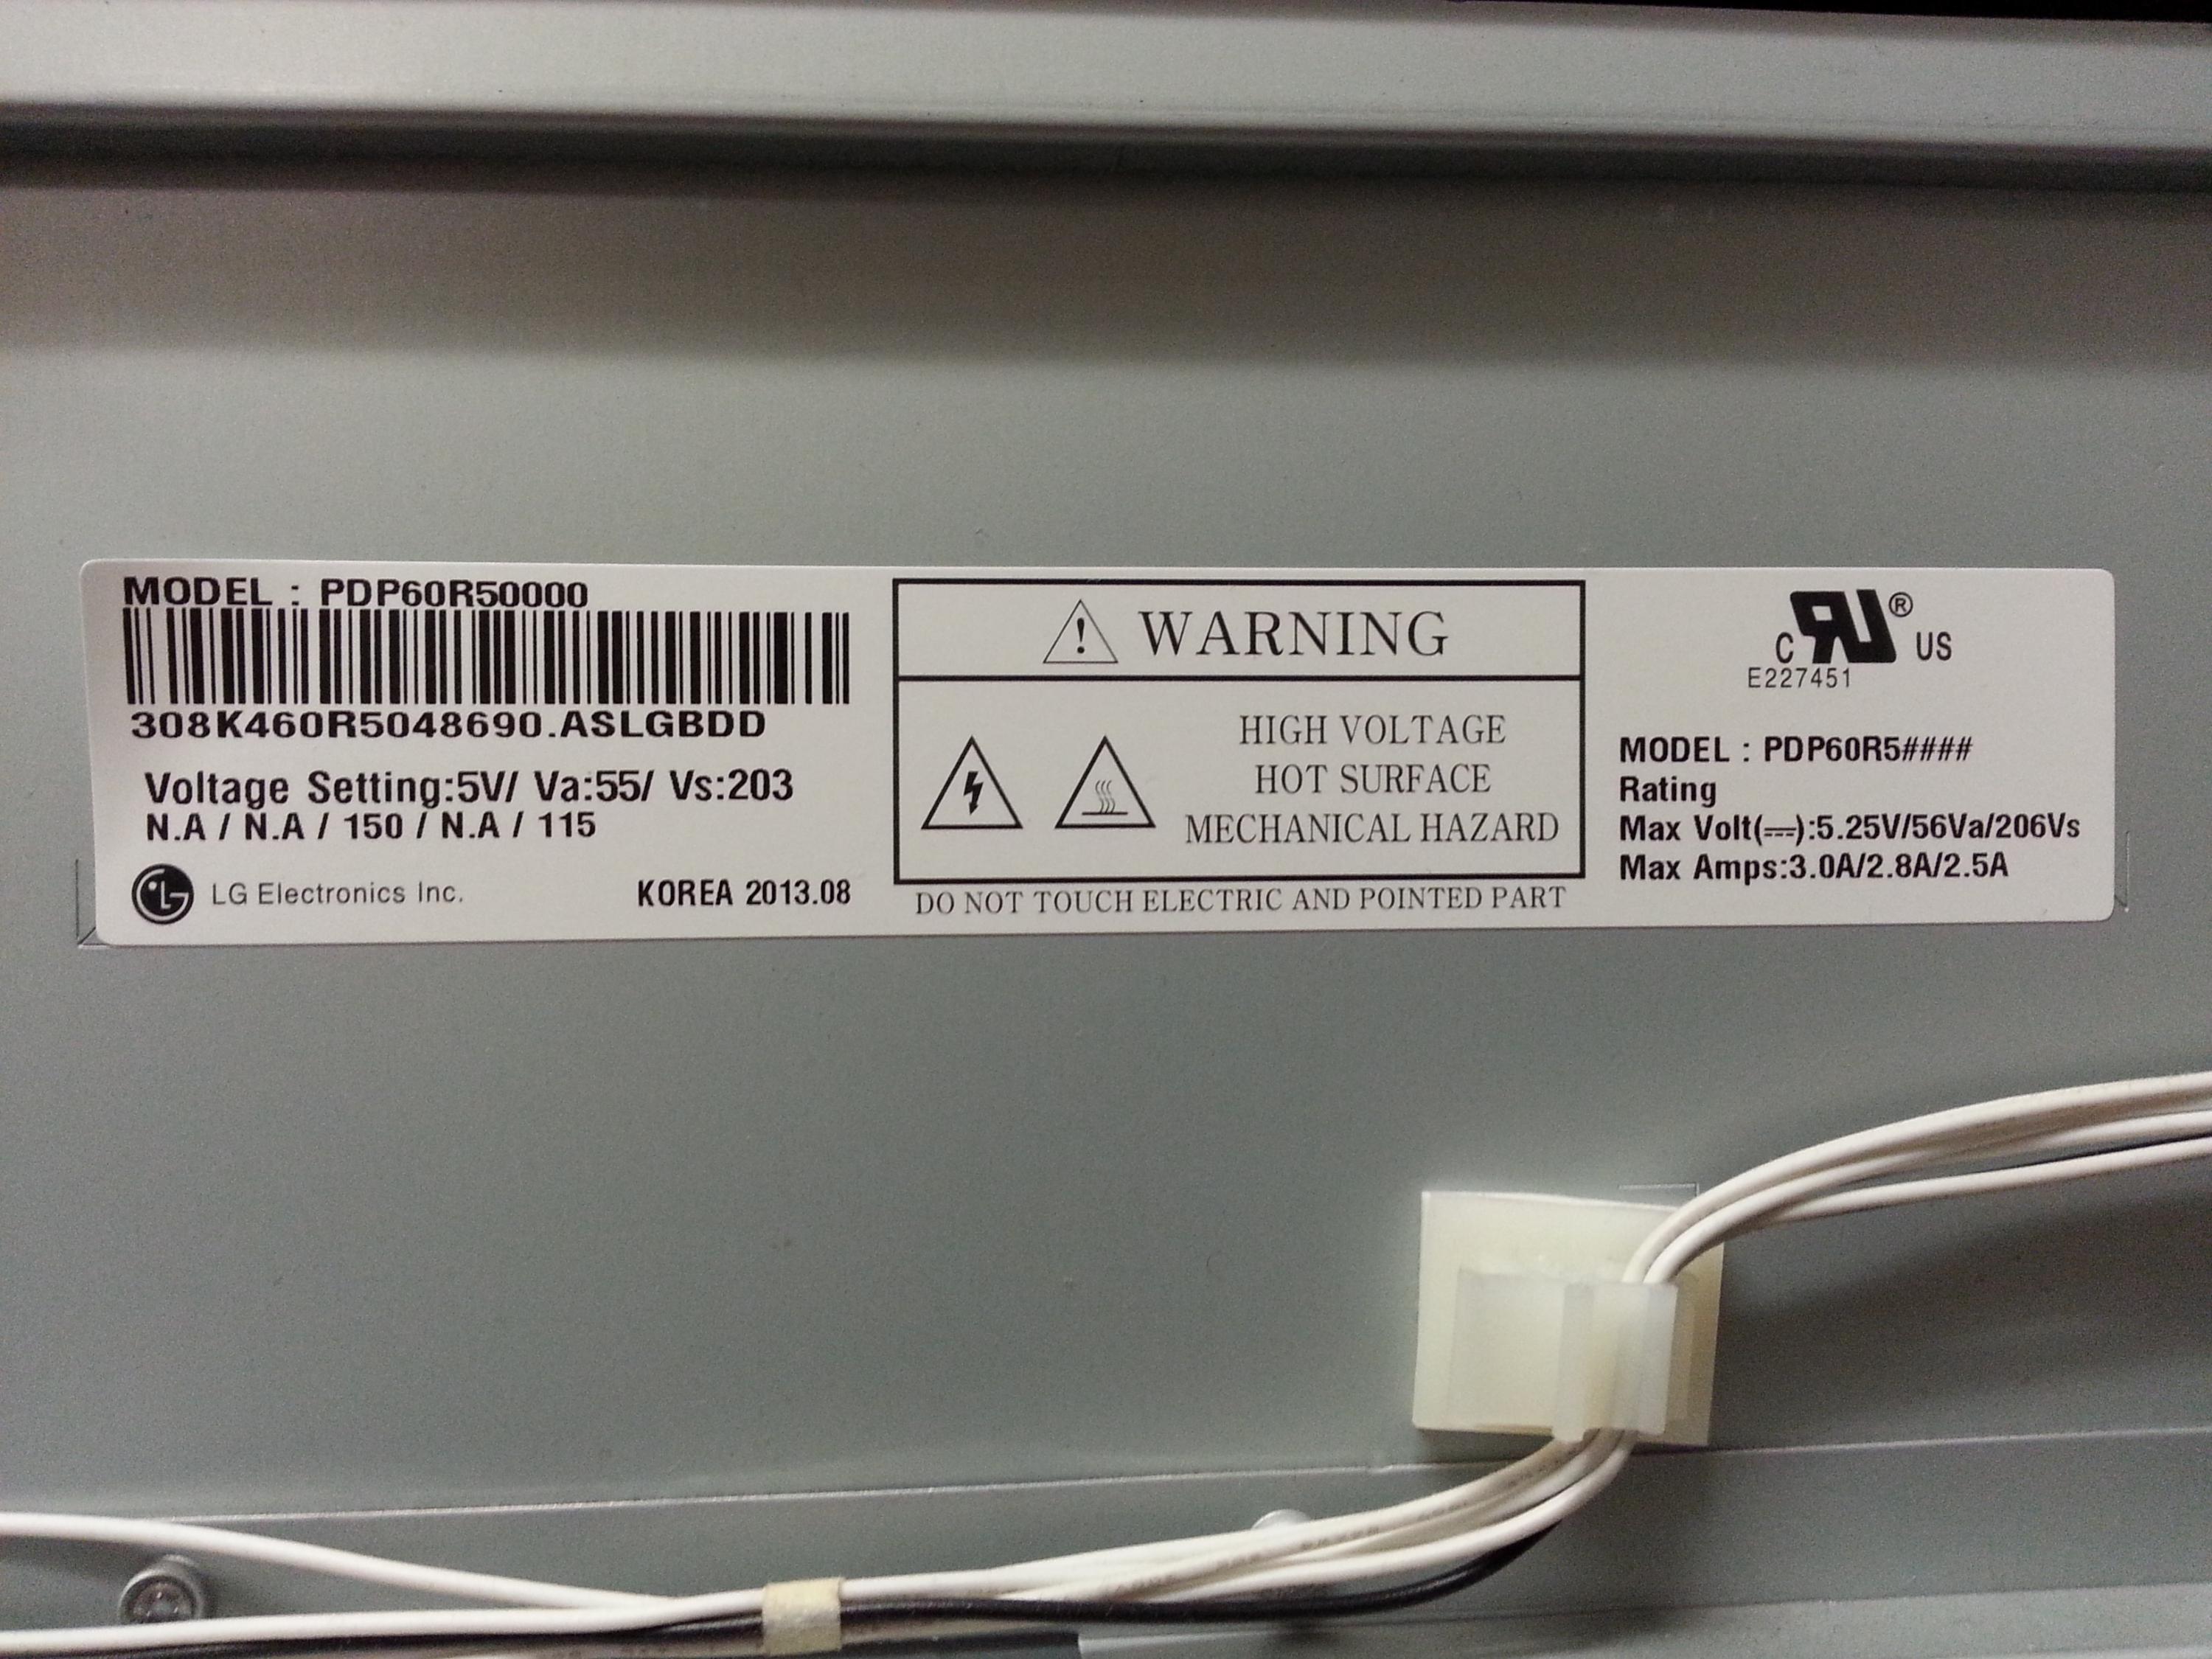 MODEL : PDP60R50000
308K460R5048690.ASLGBDD
Voltage Setting:5V/ Va:55/ Vs:203
N.A / N.A / 150 / N.A / 115
LG Electronics Inc.
KOREA 2013.08
WARNING
HIGH VOLTAGE
HOT SURFACE
MECHANICAL HAZARD
DO NOT TOUCH ELECTRIC AND POINTED PART
C RU® US
E227451
MODEL : PDP60R5####
Rating
Max Volt(⎓):5.25V/56Va/206Vs
Max Amps:3.0A/2.8A/2.5A